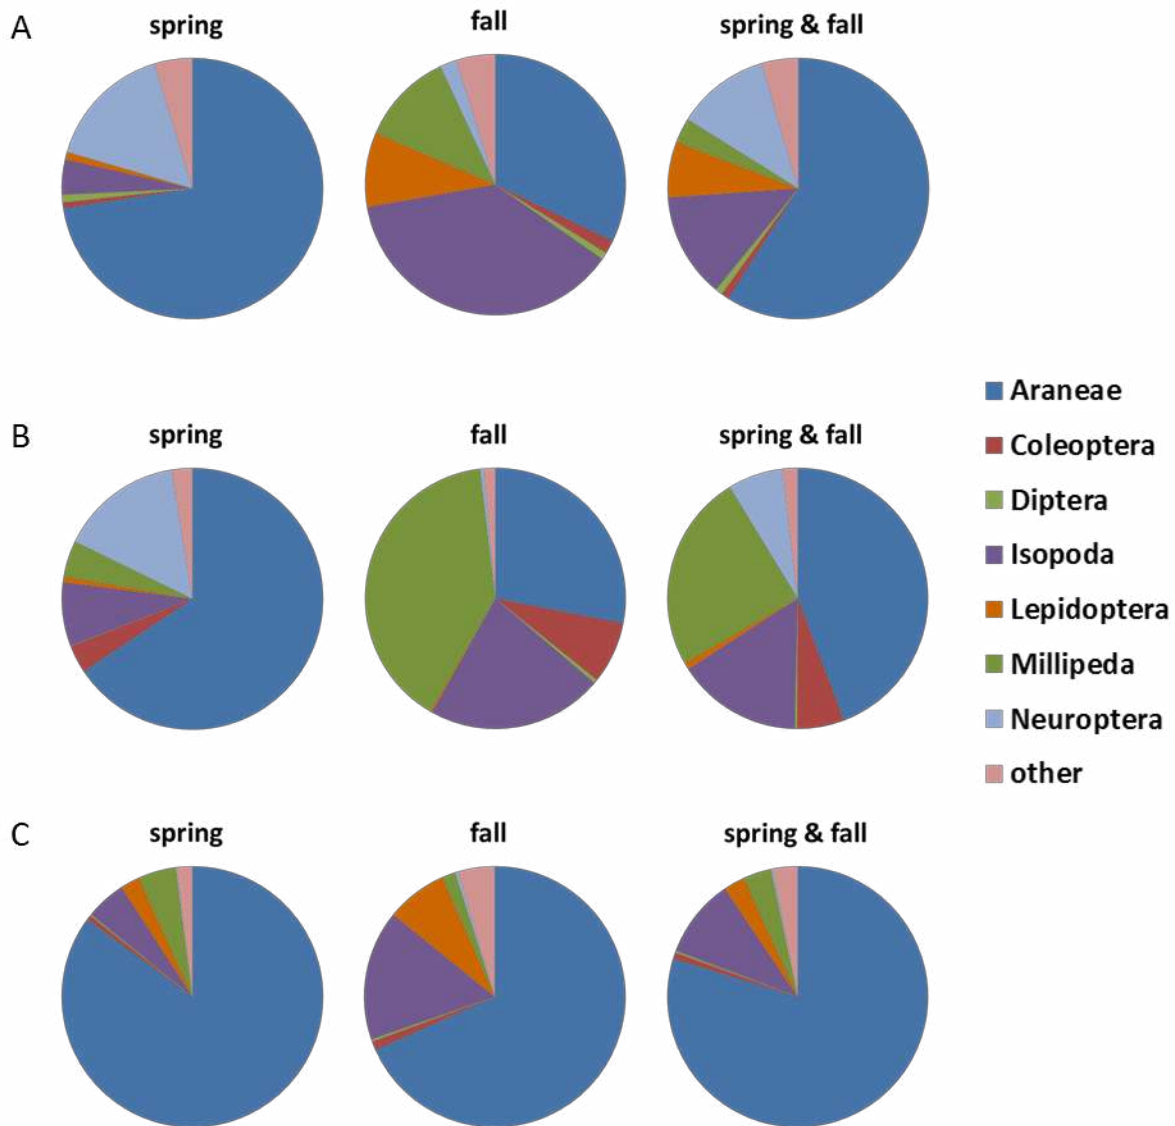 A
spring
fall
spring & fall
B
spring
fall
spring & fall
Araneae
Coleoptera
Diptera
Isopoda
Lepidoptera
Millipeda
Neuroptera
other
C
spring
fall
spring & fall